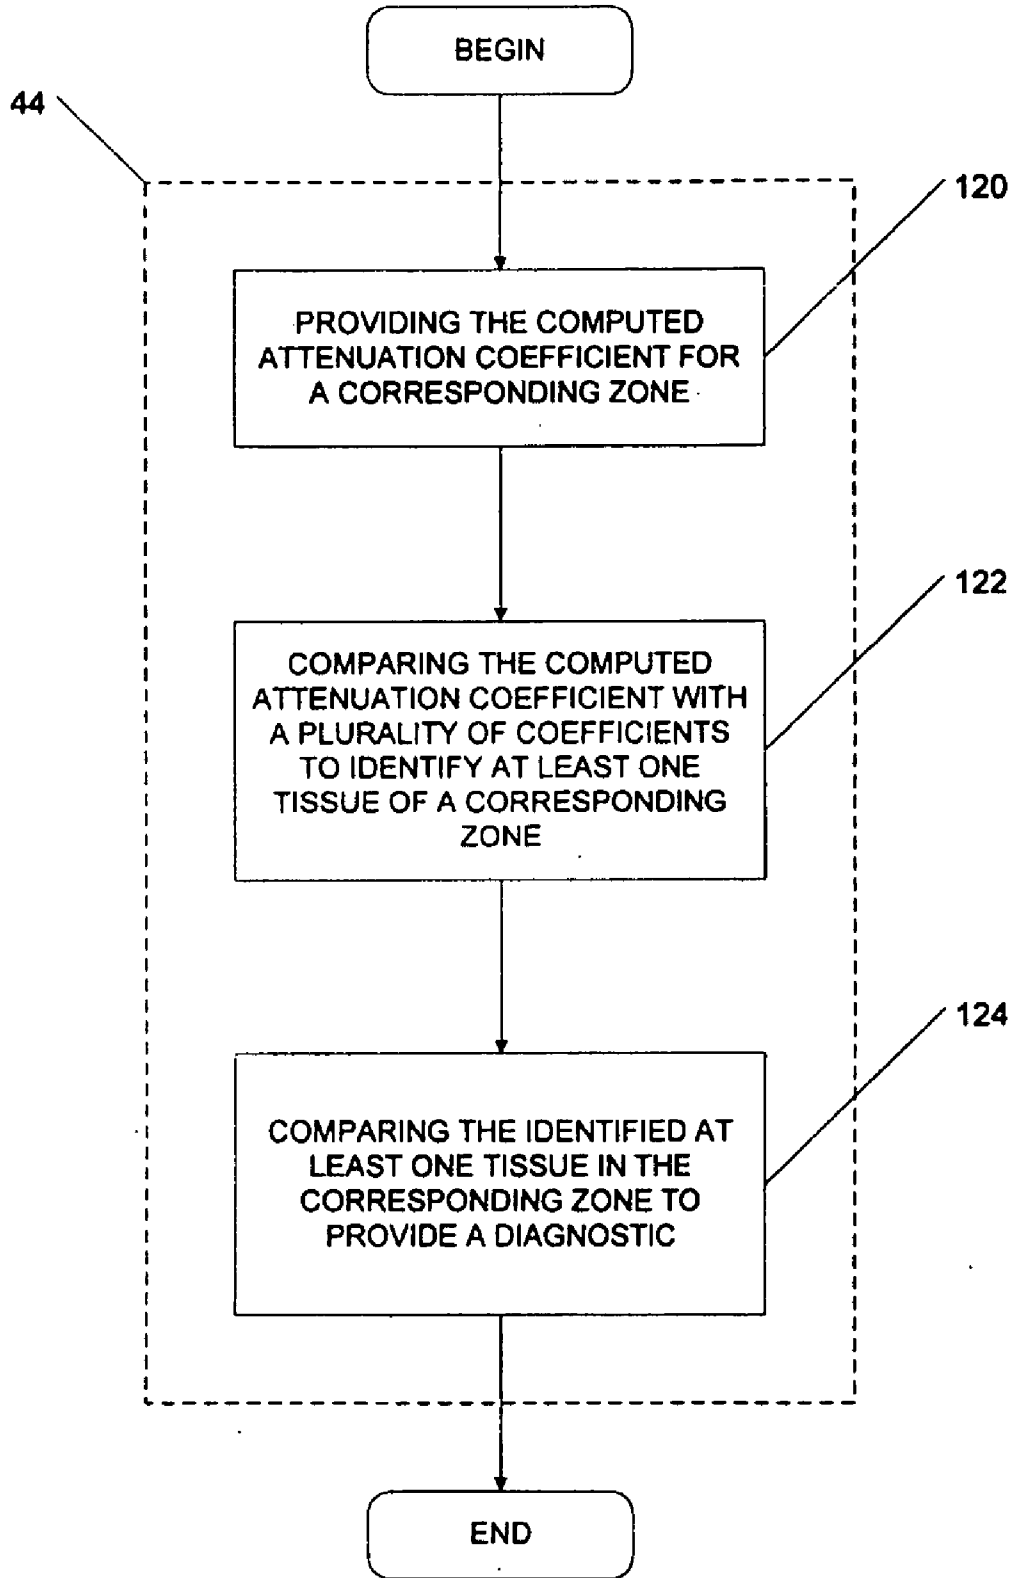 BEGIN
44
120
PROVIDING THE COMPUTED
ATTENUATION COEFFICIENT FOR
A CORRESPONDING ZONE
122
COMPARING THE COMPUTED
ATTENUATION COEFFICIENT WITH
A PLURALITY OF COEFFICIENTS
TO IDENTIFY AT LEAST ONE
TISSUE OF A CORRESPONDING
ZONE
124
COMPARING THE IDENTIFIED AT
LEAST ONE TISSUE IN THE
CORRESPONDING ZONE TO
PROVIDE A DIAGNOSTIC
END